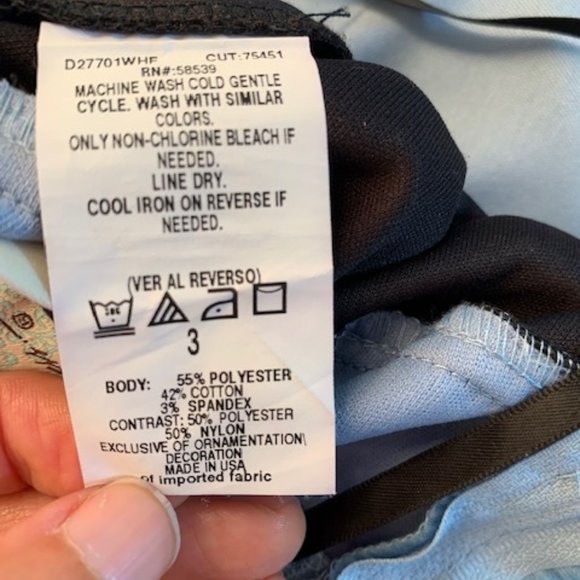 D27701WHF CUT:75451
RN#:58539
MACHINE WASH COLD GENTLE
CYCLE. WASH WITH SIMILAR
COLORS.
ONLY NON-CHLORINE BLEACH IF
NEEDED.
LINE DRY.
COOL IRON ON REVERSE IF
NEEDED.
(VER AL REVERSO)
3
BODY: 55% POLYESTER
42% COTTON
3% SPANDEX
CONTRAST: 50% POLYESTER
50% NYLON
EXCLUSIVE OF ORNAMENTATION\
DECORATION
MADE IN USA
of imported fabric